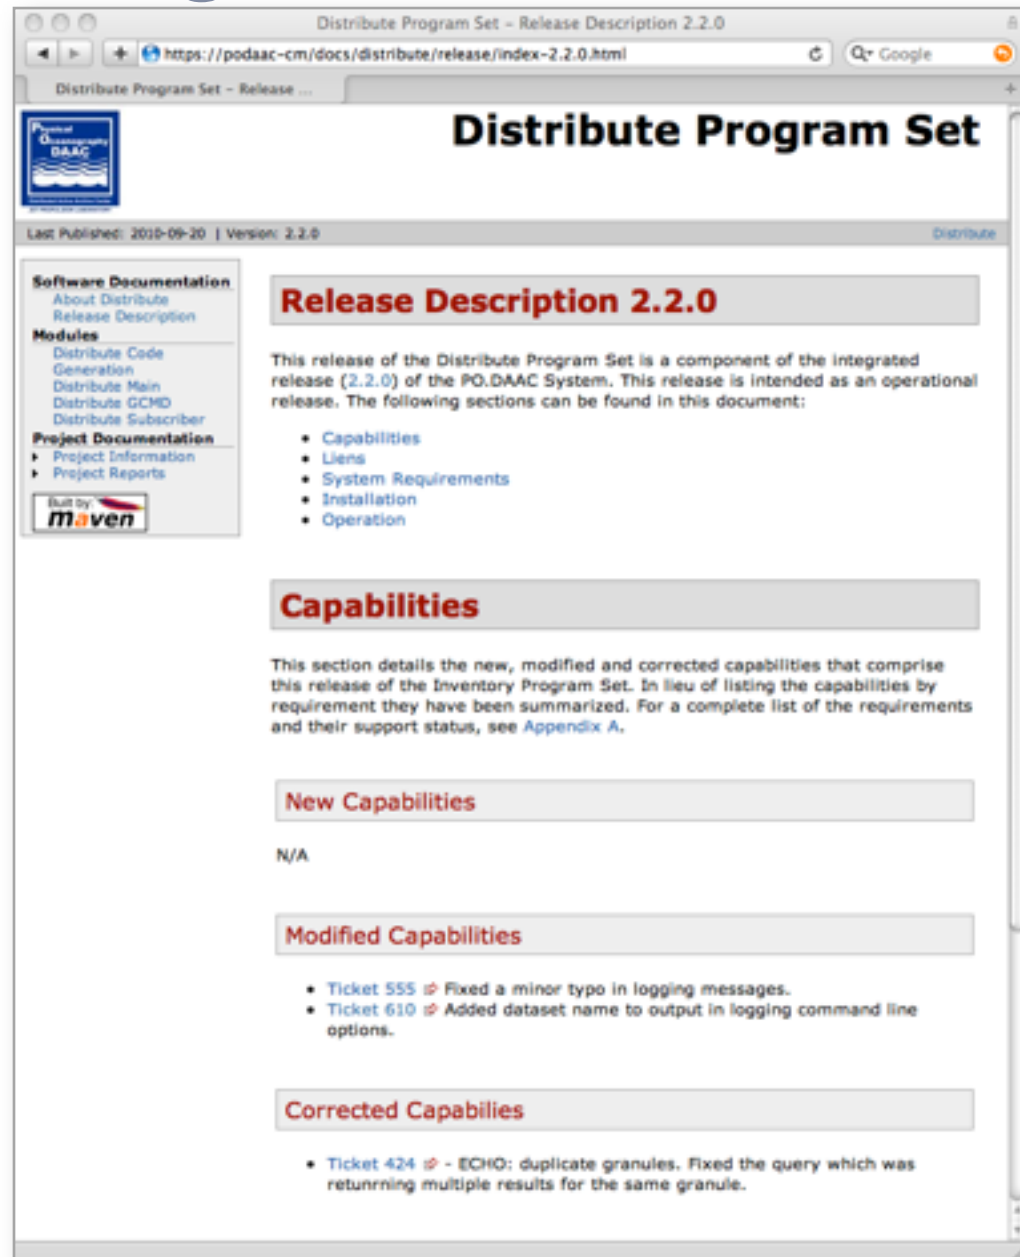 Distribute Program Set – Release Description 2.2.0
https://podaac-cm/docs/distribute/release/index-2.2.0.html
Google
Distribute Program Set – Release ...
Physical
Oceanography
DAAC
Distribute Program Set
Last Published: 2010-09-20 | Version: 2.2.0
Distribute
Software Documentation
About Distribute
Release Description
Modules
Distribute Code
Generation
Distribute Main
Distribute GCMD
Distribute Subscriber
Project Documentation
Project Information
Project Reports
Built by:
maven
Release Description 2.2.0
This release of the Distribute Program Set is a component of the integrated
release (2.2.0) of the PO.DAAC System. This release is intended as an operational
release. The following sections can be found in this document:
• Capabilities
• Liens
• System Requirements
• Installation
• Operation
Capabilities
This section details the new, modified and corrected capabilities that comprise
this release of the Inventory Program Set. In lieu of listing the capabilities by
requirement they have been summarized. For a complete list of the requirements
and their support status, see Appendix A.
New Capabilities
N/A
Modified Capabilities
• Ticket 555 Fixed a minor typo in logging messages.
• Ticket 610 Added dataset name to output in logging command line
options.
Corrected Capabilies
• Ticket 424 - ECHO: duplicate granules. Fixed the query which was
retunrning multiple results for the same granule.